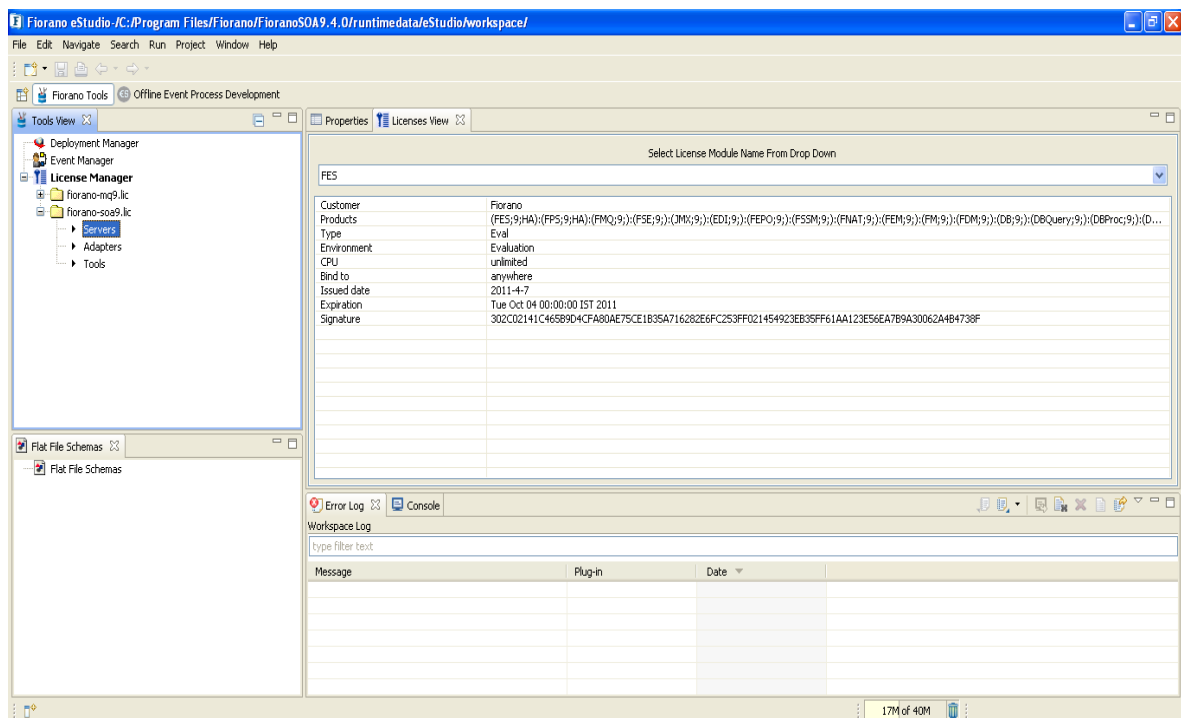 Fiorano eStudio-/C:/Program Files/Fiorano/FioranoSOA9.4.0/runtimedata/eStudio/workspace/
File Edit Navigate Search Run Project Window Help
Fiorano Tools Offline Event Process Development
Tools View
Deployment Manager
Event Manager
License Manager
fiorano-mq9.lic
fiorano-soa9.lic
Servers
Adapters
Tools
Flat File Schemas
Flat File Schemas
Properties Licenses View
Select License Module Name From Drop Down
FES
Customer Fiorano
Products (FES;9;HA):(FPS;9;HA):(FMQ;9;):(FSE;9;):(JMX;9;):(EDI;9;):(FEPO;9;):(FSSM;9;):(FNAT;9;):(FEM;9;):(FM;9;):(FDM;9;):(DB;9;):(DBQuery;9;):(DBProc;9;):(D...
Type Eval
Environment Evaluation
CPU unlimited
Bind to anywhere
Issued date 2011-4-7
Expiration Tue Oct 04 00:00:00 IST 2011
Signature 302C02141C465B9D4CFA80AE75CE1B35A716282E6FC253FF021454923EB35FF61AA123E56EA7B9A30062A4B4738F
Error Log Console
Workspace Log
type filter text
Message Plug-in Date
17M of 40M